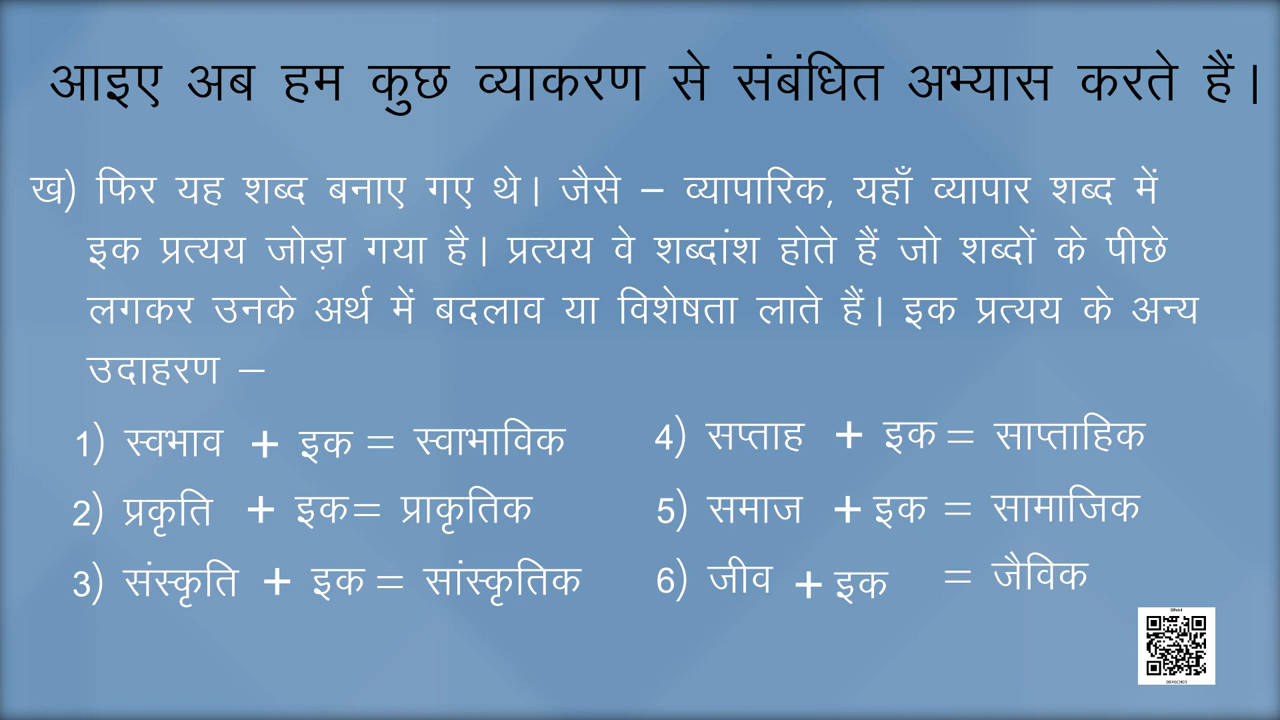 आइए अब हम कुछ व्याकरण से संबंधित अभ्यास करते हैं।
ख) फिर यह शब्द बनाए गए थे। जैसे – व्यापारिक, यहाँ व्यापार शब्द में
इक प्रत्यय जोड़ा गया है। प्रत्यय वे शब्दांश होते हैं जो शब्दों के पीछे
लगकर उनके अर्थ में बदलाव या विशेषता लाते हैं। इक प्रत्यय के अन्य
उदाहरण –
1) स्वभाव + इक = स्वाभाविक
2) प्रकृति + इक= प्राकृतिक
3) संस्कृति + इक = सांस्कृतिक
4) सप्ताह + इक = साप्ताहिक
5) समाज + इक = सामाजिक
6) जीव + इक = जैविक